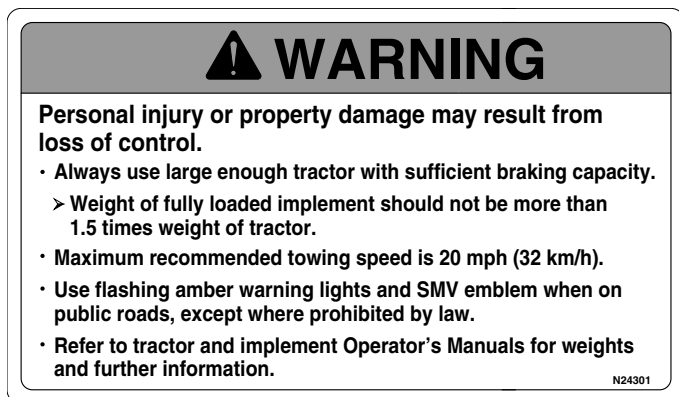 WARNING
Personal injury or property damage may result from
loss of control.
· Always use large enough tractor with sufficient braking capacity.
➢ Weight of fully loaded implement should not be more than
1.5 times weight of tractor.
· Maximum recommended towing speed is 20 mph (32 km/h).
· Use flashing amber warning lights and SMV emblem when on
public roads, except where prohibited by law.
· Refer to tractor and implement Operator's Manuals for weights
and further information.
N24301